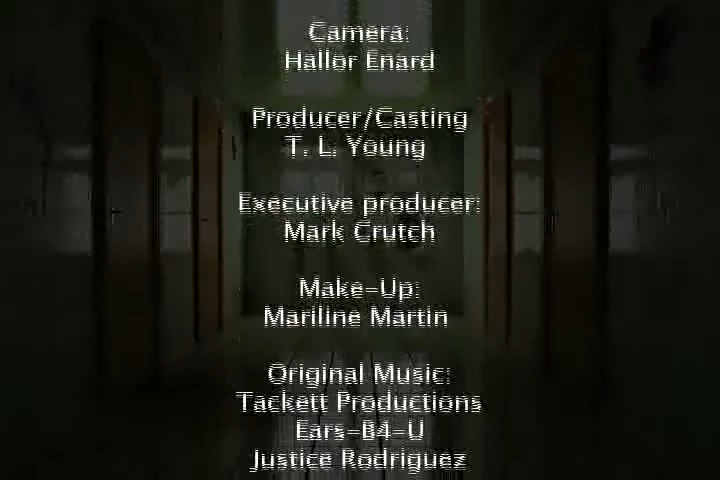 Camera:
Hallor Enard
Producer/Casting
T. L. Young
Executive producer:
Mark Crutch
Make-Up:
Mariline Martin
Original Music:
Tackett Productions
Ears-B4-U
Justice Rodriguez